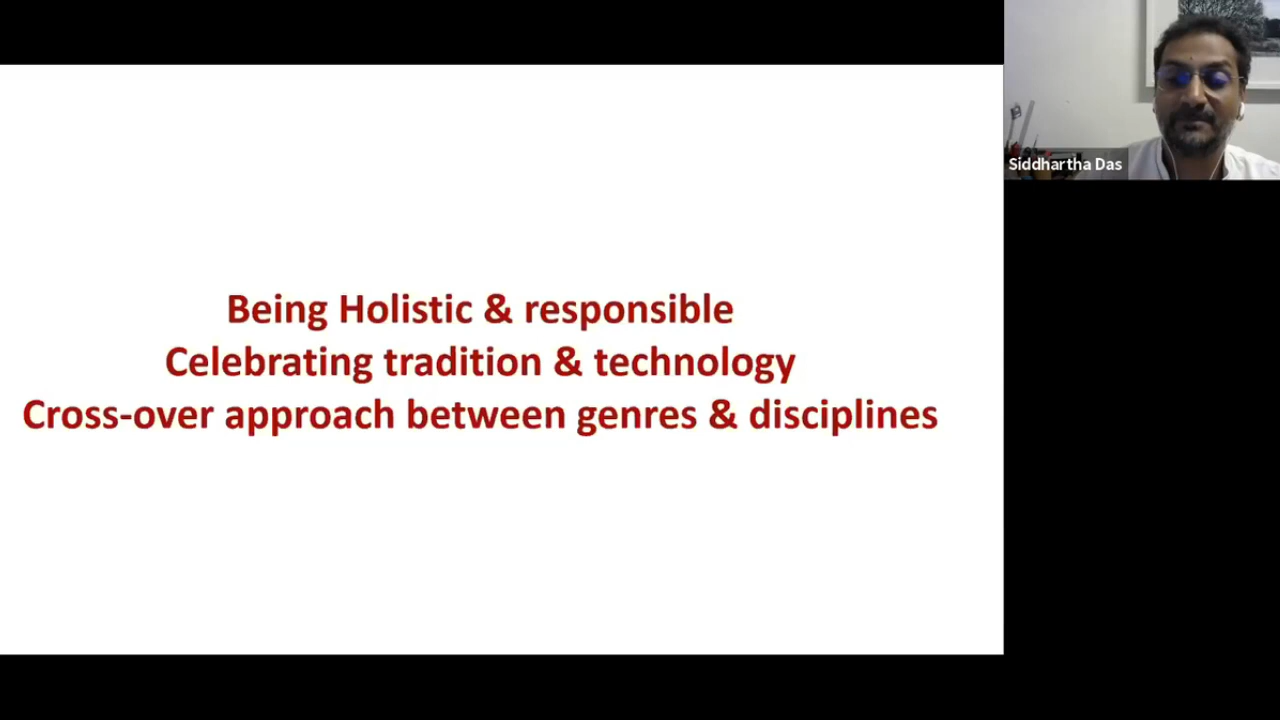 Being Holistic & responsible
Celebrating tradition & technology
Cross-over approach between genres & disciplines
Siddhartha Das